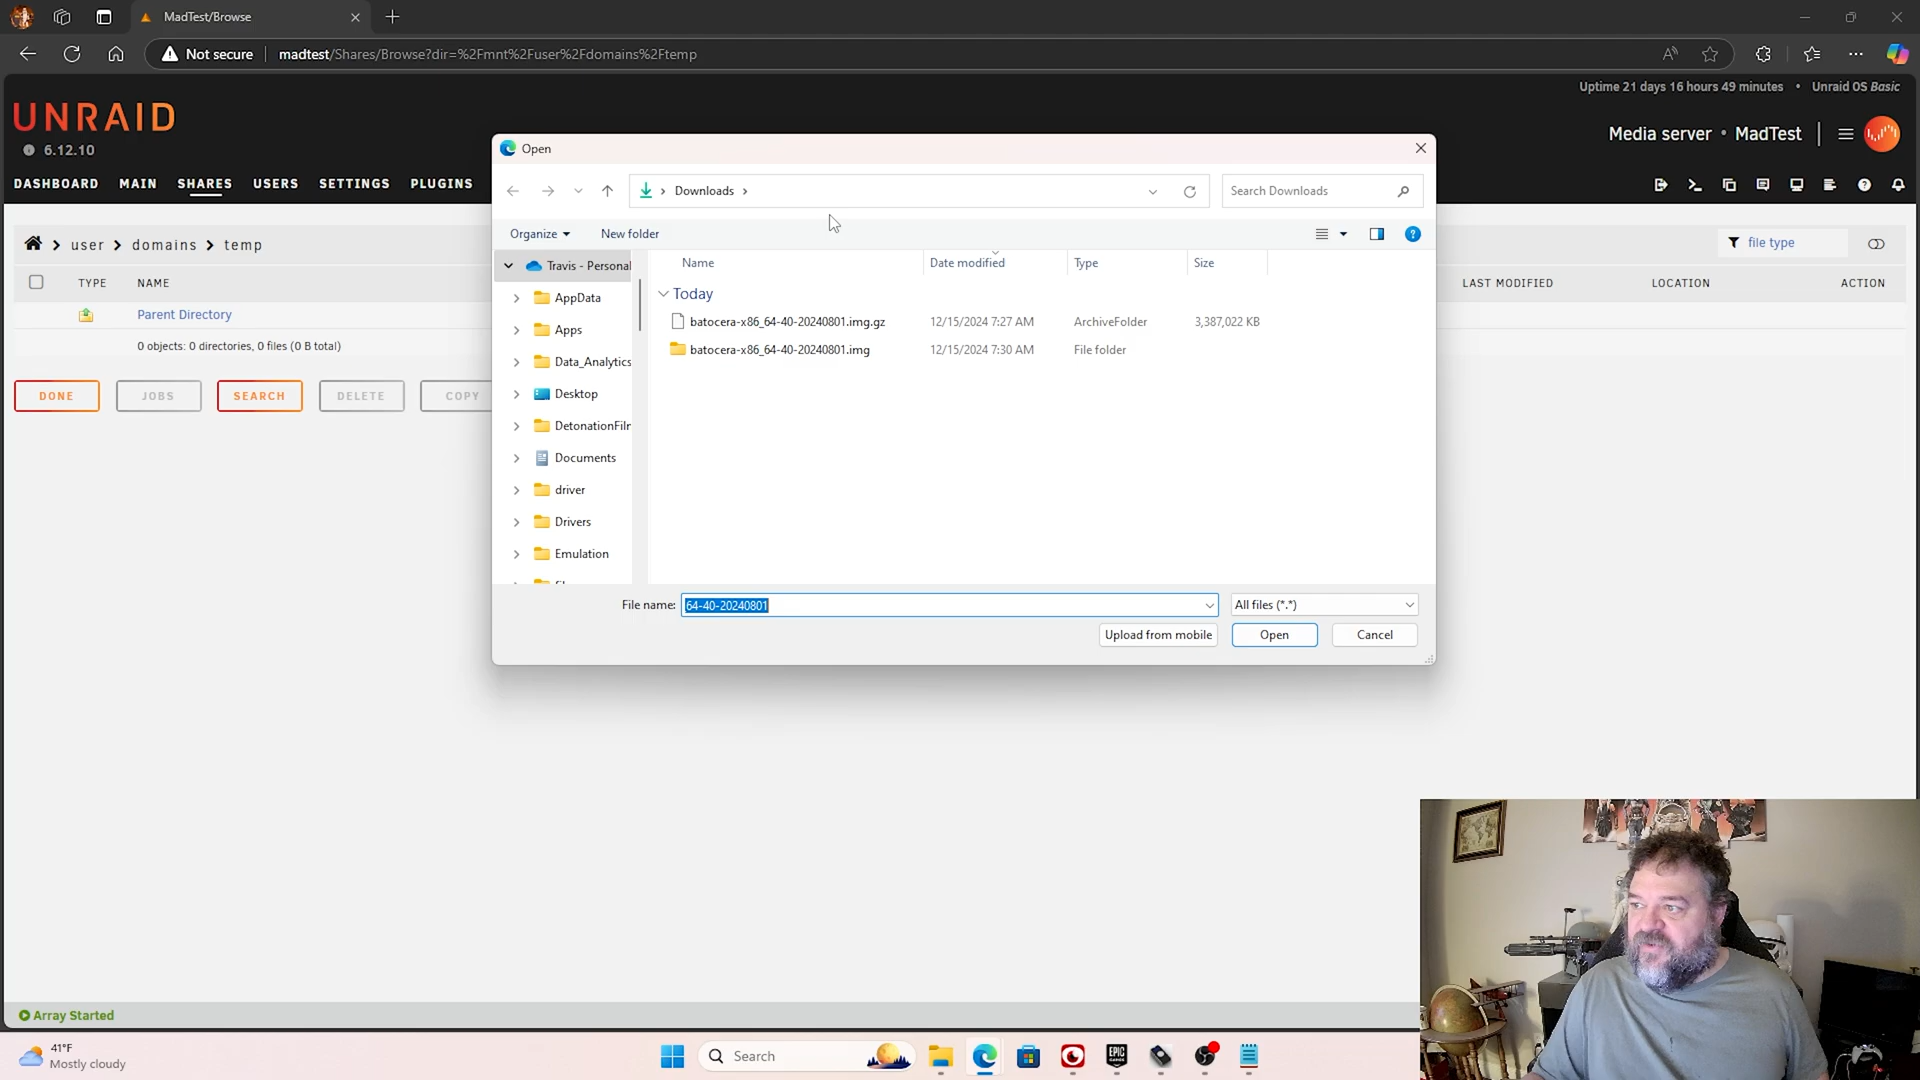 MadTest/Browse
Not secure
madtest/Shares/Browse?dir=%2Fmnt%2Fuser%2Fdomains%2Ftemp
Uptime 21 days 16 hours 49 minutes • Unraid OS Basic
UNRAID
6.12.10
Media server • MadTest
DASHBOARD MAIN SHARES USERS SETTINGS PLUGINS
user > domains > temp
file type
TYPE NAME LAST MODIFIED LOCATION ACTION
Parent Directory
0 objects: 0 directories, 0 files (0 B total)
DONE JOBS SEARCH DELETE COPY
Open
Downloads
Search Downloads
Organize New folder
Travis - Personal
AppData
Apps
Data_Analytics
Desktop
DetonationFilm
Documents
driver
Drivers
Emulation
Name Date modified Type Size
Today
batocera-x86_64-40-20240801.img.gz 12/15/2024 7:27 AM ArchiveFolder 3,387,022 KB
batocera-x86_64-40-20240801.img 12/15/2024 7:30 AM File folder
File name: 64-40-20240801 All files (*.*)
Upload from mobile Open Cancel
Array Started
41°F
Mostly cloudy
Search
EPIC GAMES